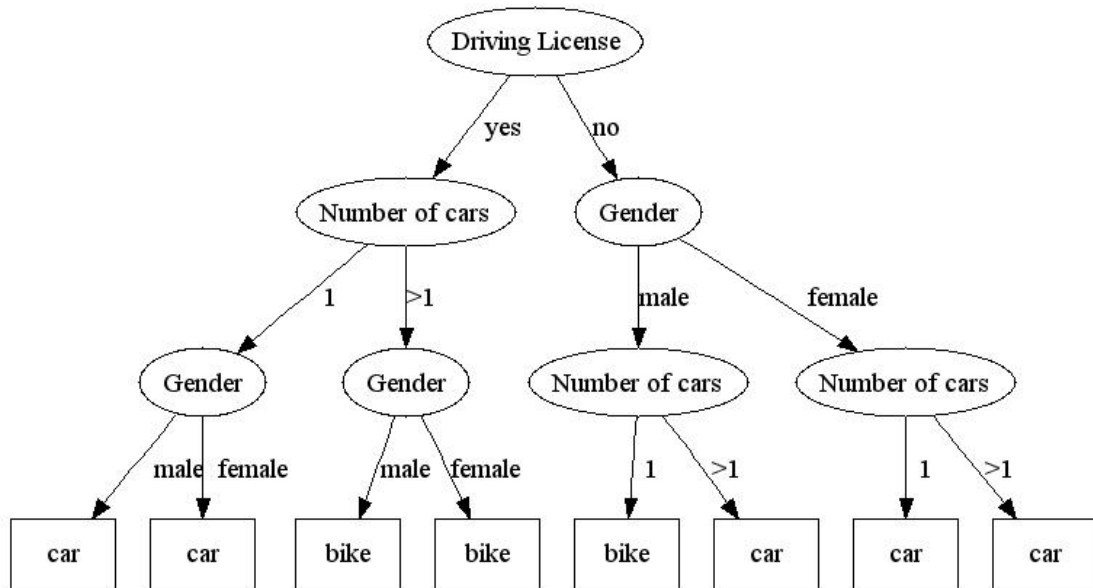 Driving License
yes
no
Number of cars
Gender
1
>1
male
female
Gender
Gender
Number of cars
Number of cars
male
female
male
female
1
>1
1
>1
car
car
bike
bike
bike
car
car
car